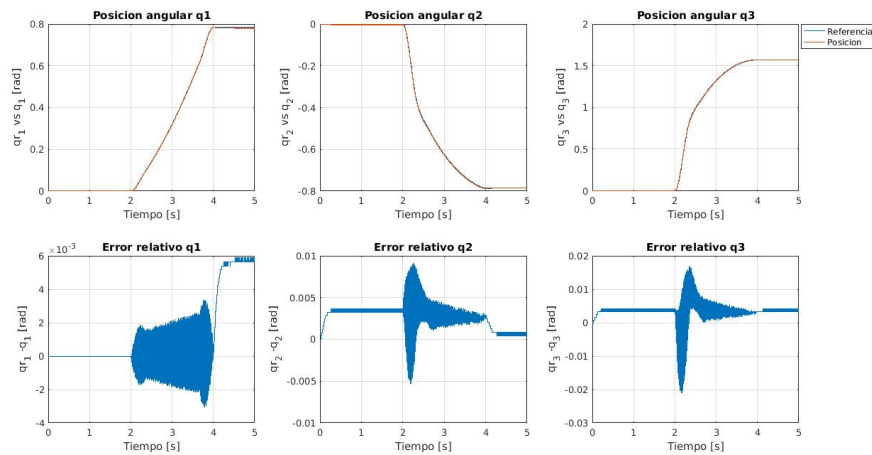 Posicion angular q1
0.8
0.6
0.4
0.2
0
qr1 vs q1 [rad]
0 1 2 3 4 5
Tiempo [s]
Posicion angular q2
0
-0.2
-0.4
-0.6
-0.8
qr2 vs q2 [rad]
0 1 2 3 4 5
Tiempo [s]
Posicion angular q3
3
2
1
0
qr3 vs q3 [rad]
0 1 2 3 4 5
Tiempo [s]
Referencia
Posicion
Error relativo q1
×10-3
6
4
2
0
-2
-4
qr1 -q1 [rad]
0 1 2 3 4 5
Tiempo [s]
Error relativo q2
0.01
0.005
0
-0.005
-0.01
qr2 -q2 [rad]
0 1 2 3 4 5
Tiempo [s]
Error relativo q3
0.02
0.01
0
-0.01
-0.02
-0.03
qr3 -q3 [rad]
0 1 2 3 4 5
Tiempo [s]